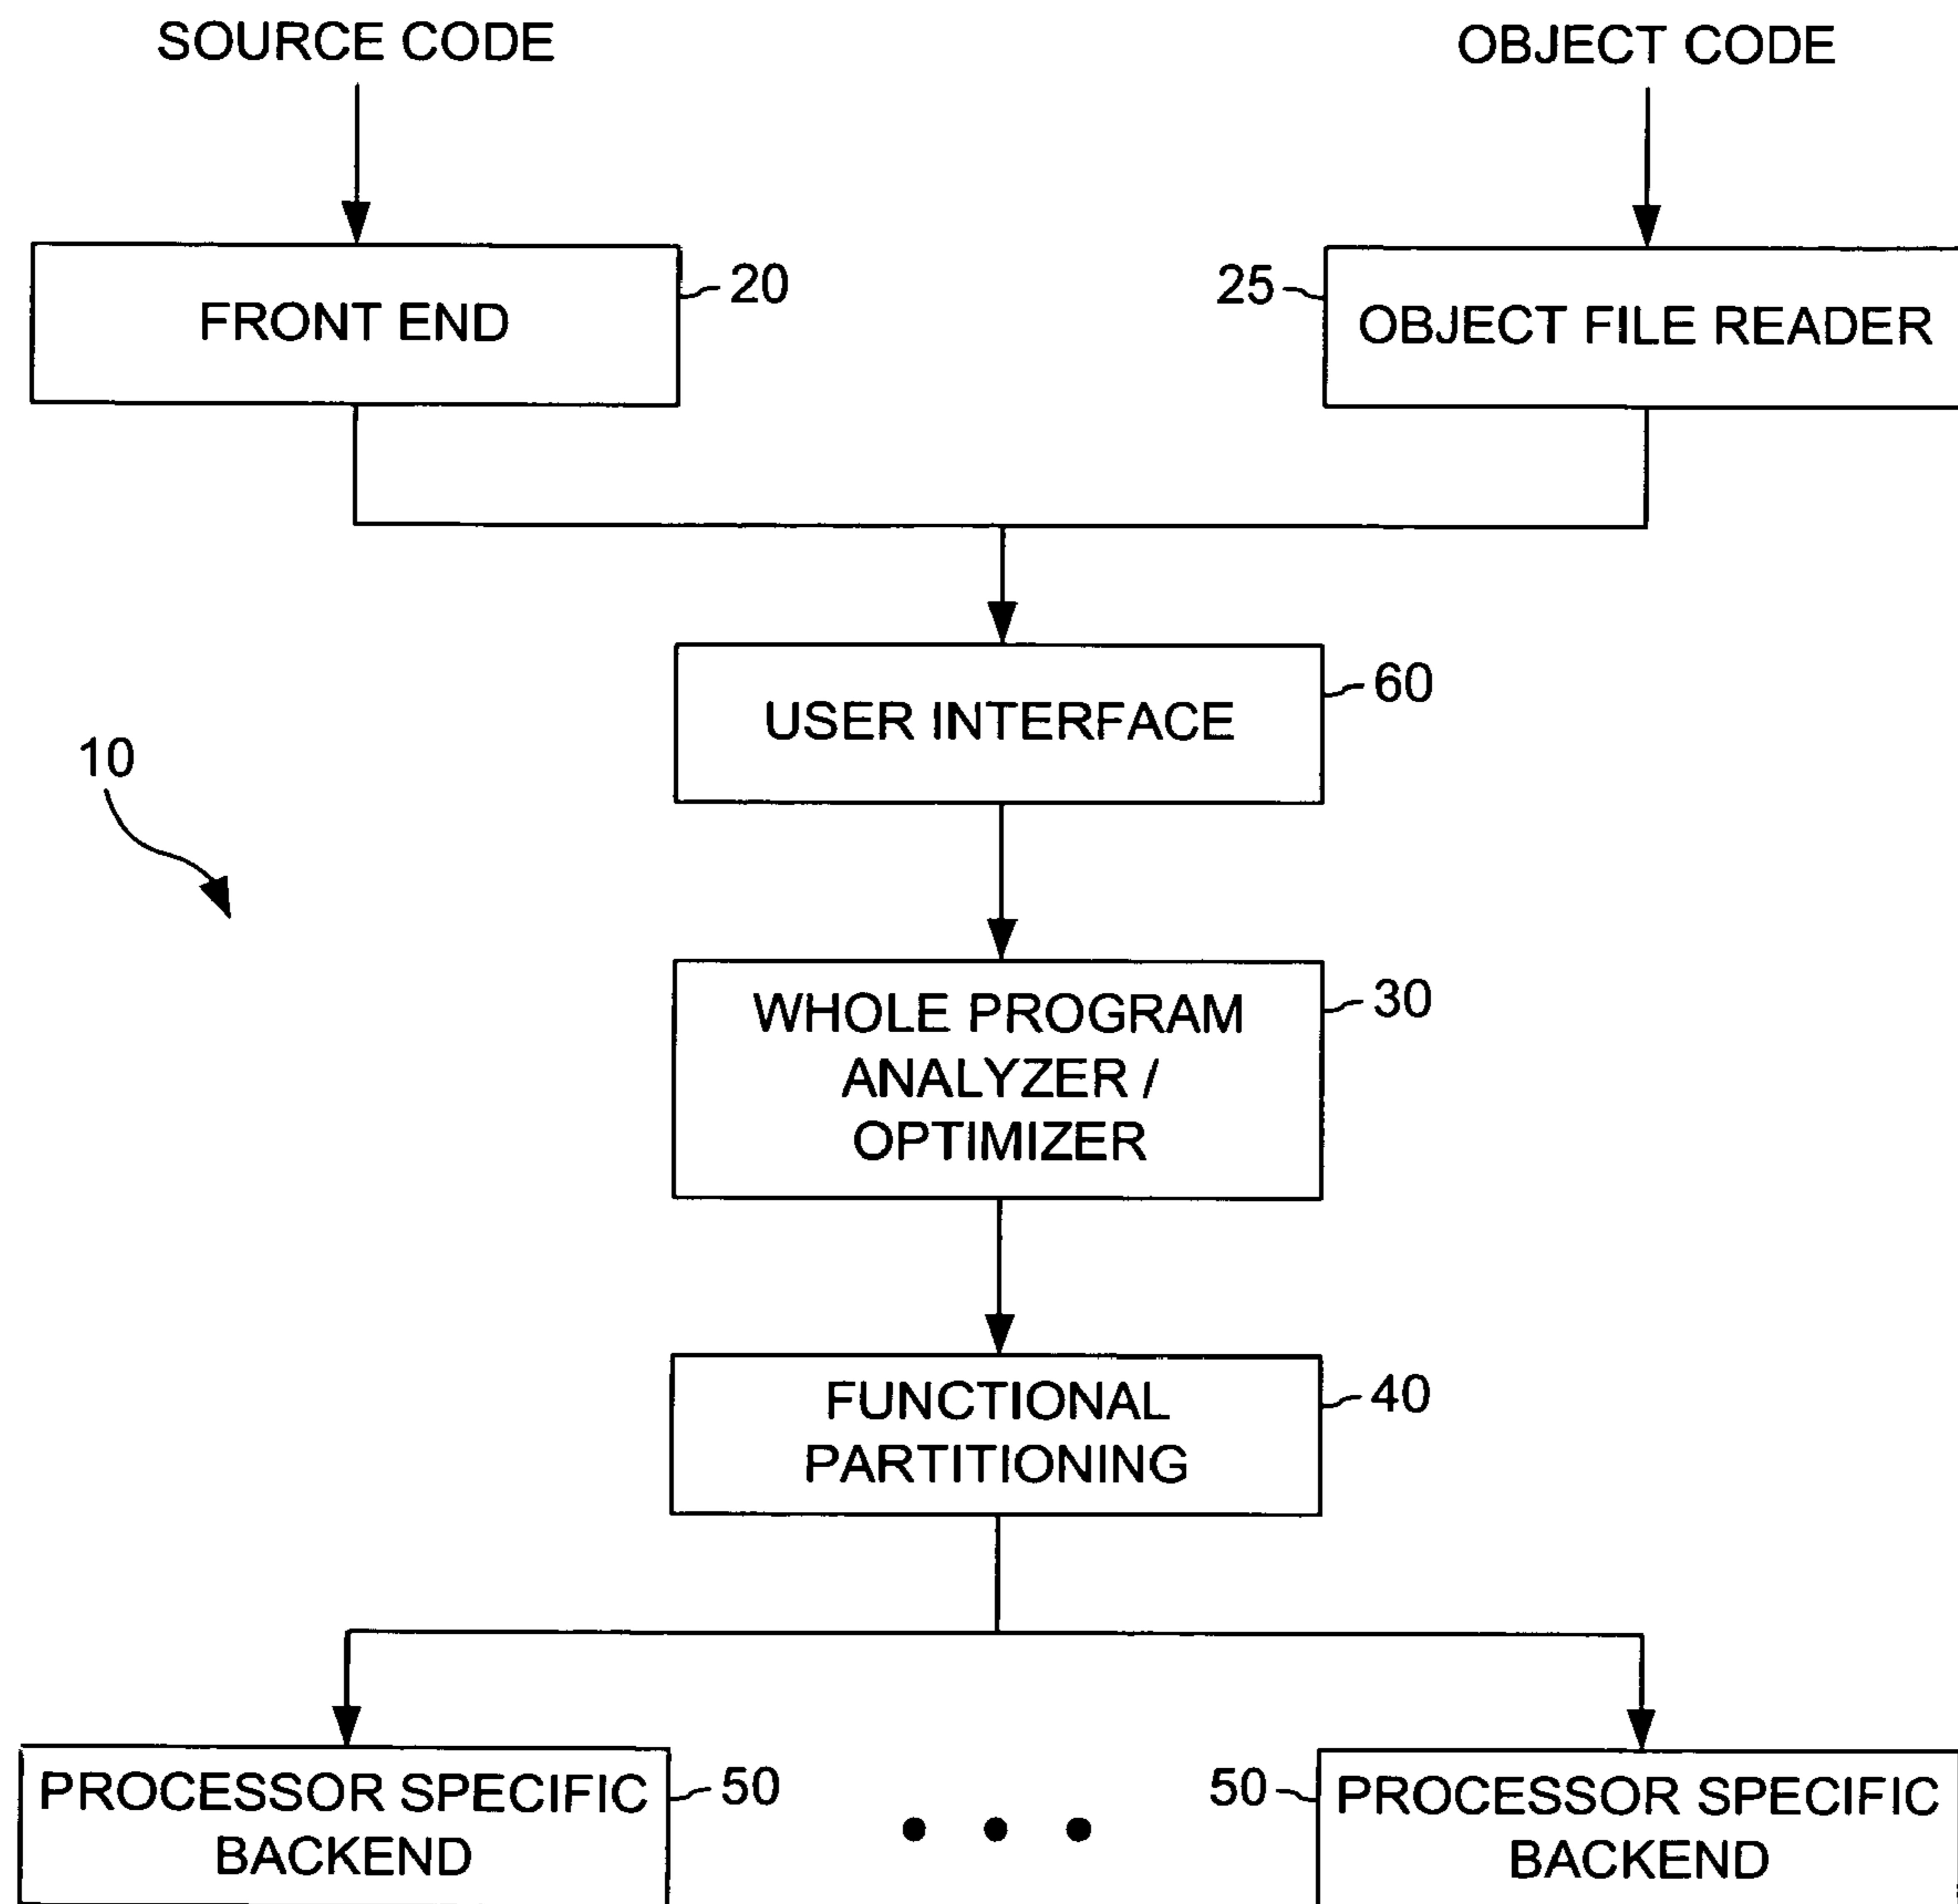 SOURCE CODE
OBJECT CODE
FRONT END
20
25
OBJECT FILE READER
USER INTERFACE
60
10
WHOLE PROGRAM
ANALYZER /
OPTIMIZER
30
FUNCTIONAL
PARTITIONING
40
PROCESSOR SPECIFIC
BACKEND
50
50
PROCESSOR SPECIFIC
BACKEND